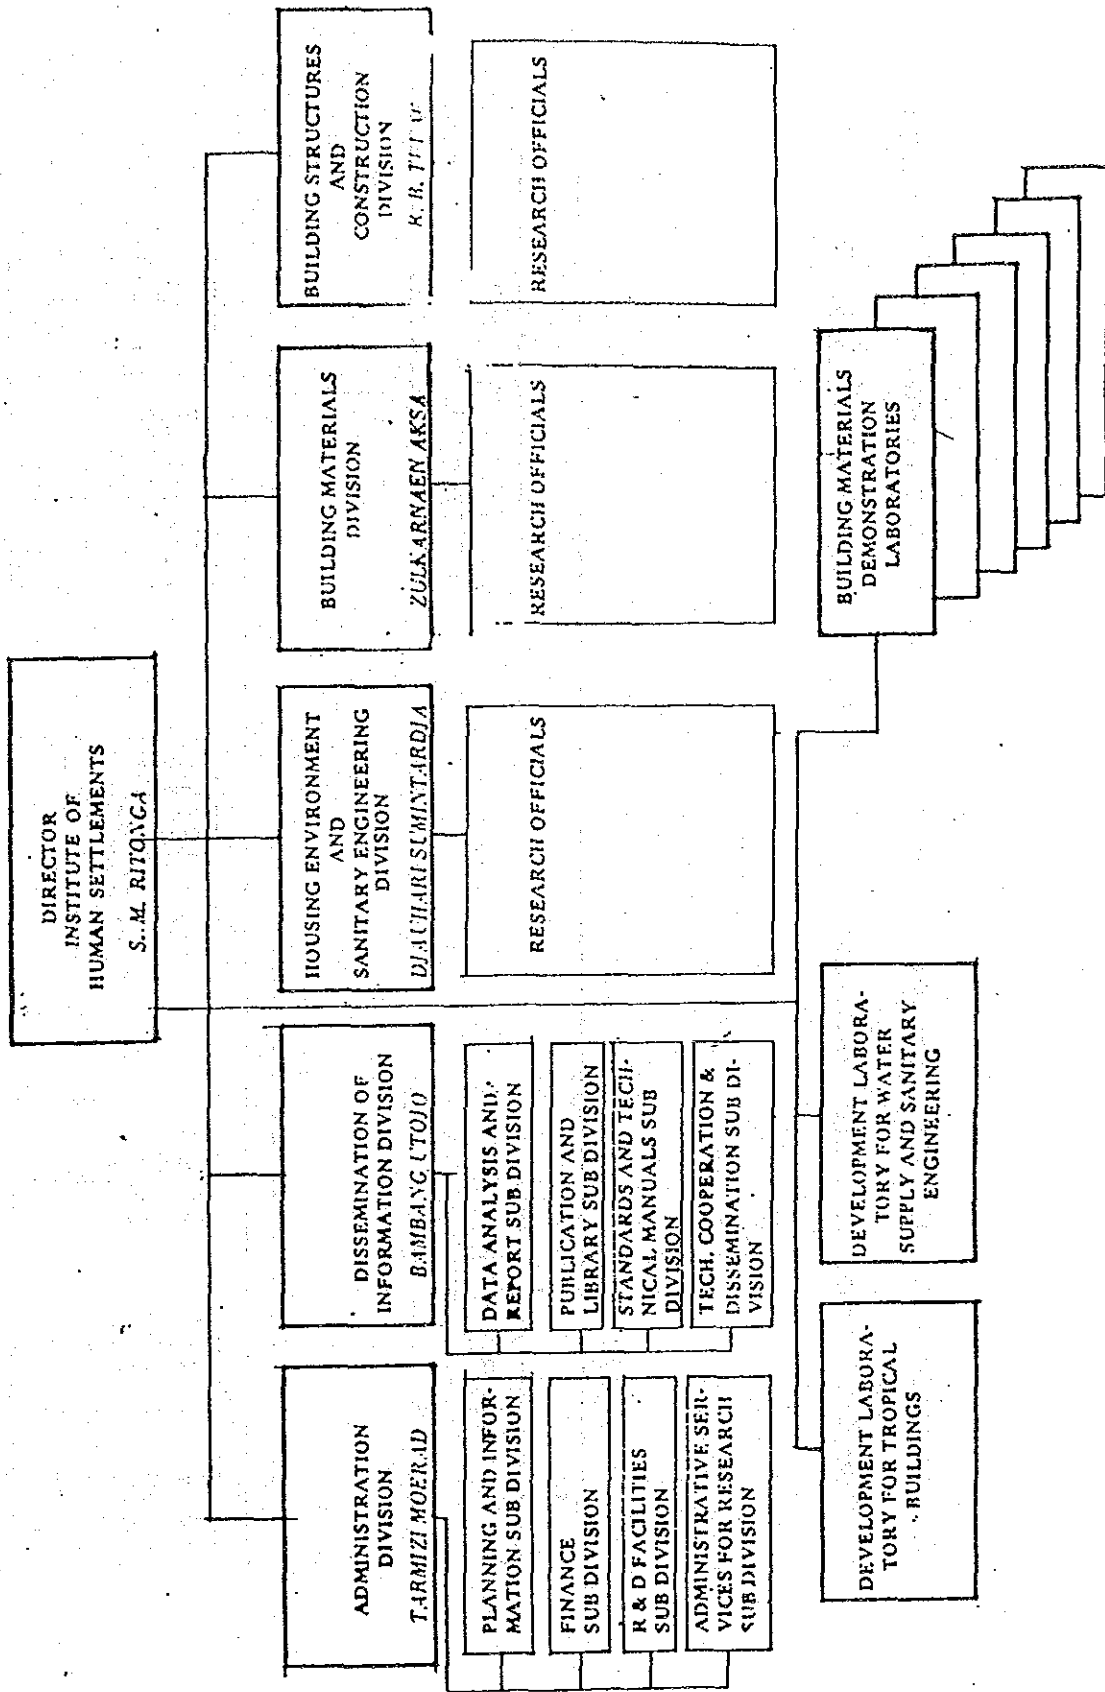 DIRECTOR
INSTITUTE OF
HUMAN SETTLEMENTS
S. M. RITONGA
ADMINISTRATION
DIVISION
TARMIZI MOERAD
DISSEMINATION OF
INFORMATION DIVISION
BAMBANG UTOJO
HOUSING ENVIRONMENT
AND
SANITARY ENGINEERING
DIVISION
DJAUHARI SUMINTARDJA
BUILDING MATERIALS
DIVISION
ZULKARNAEN AKSA
BUILDING STRUCTURES
AND
CONSTRUCTION
DIVISION
PLANNING AND INFOR-
MATION SUB DIVISION
FINANCE
SUB DIVISION
R & D FACILITIES
SUB DIVISION
ADMINISTRATIVE SER-
VICES FOR RESEARCH
SUB DIVISION
DATA ANALYSIS AND
REPORT SUB DIVISION
PUBLICATION AND
LIBRARY SUB DIVISION
STANDARDS AND TECH-
NICAL MANUALS SUB
DIVISION
TECH. COOPERATION &
DISSEMINATION SUB DI-
VISION
RESEARCH OFFICIALS
RESEARCH OFFICIALS
RESEARCH OFFICIALS
DEVELOPMENT LABORA-
TORY FOR TROPICAL
BUILDINGS
DEVELOPMENT LABORA-
TORY FOR WATER
SUPPLY AND SANITARY
ENGINEERING
BUILDING MATERIALS
DEMONSTRATION
LABORATORIES